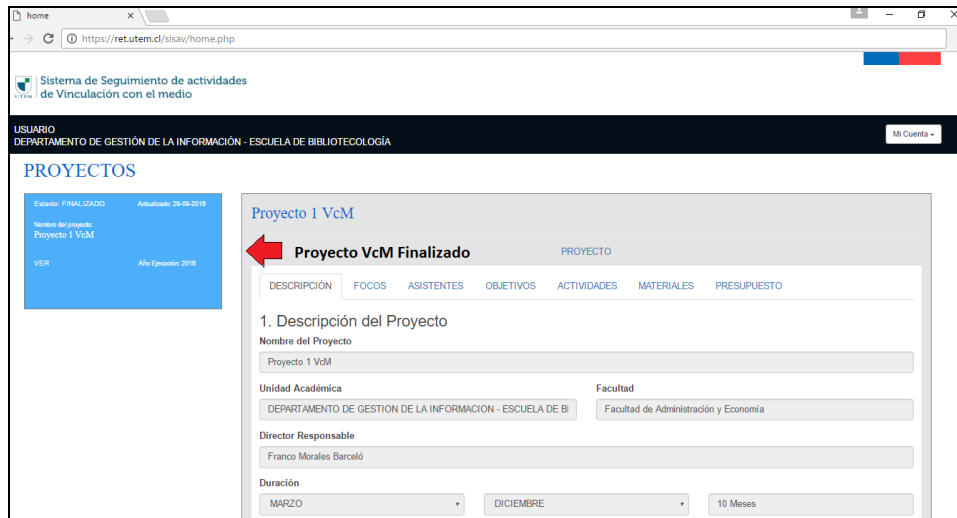 home
https://ret.utem.cl/sisav/home.php
UTEM
Sistema de Seguimiento de actividades
de Vinculación con el medio
USUARIO
DEPARTAMENTO DE GESTIÓN DE LA INFORMACIÓN - ESCUELA DE BIBLIOTECOLOGÍA
Mi Cuenta
PROYECTOS
Estado: FINALIZADO Actualizado: 29-09-2016
Nombre del proyecto:
Proyecto 1 VcM
VER Año Ejecución: 2016
Proyecto 1 VcM
Proyecto VcM Finalizado
PROYECTO
DESCRIPCIÓN FOCOS ASISTENTES OBJETIVOS ACTIVIDADES MATERIALES PRESUPUESTO
1. Descripción del Proyecto
Nombre del Proyecto
Proyecto 1 VcM
Unidad Académica Facultad
DEPARTAMENTO DE GESTION DE LA INFORMACION - ESCUELA DE BI Facultad de Administración y Economía
Director Responsable
Franco Morales Barceló
Duración
MARZO DICIEMBRE 10 Meses